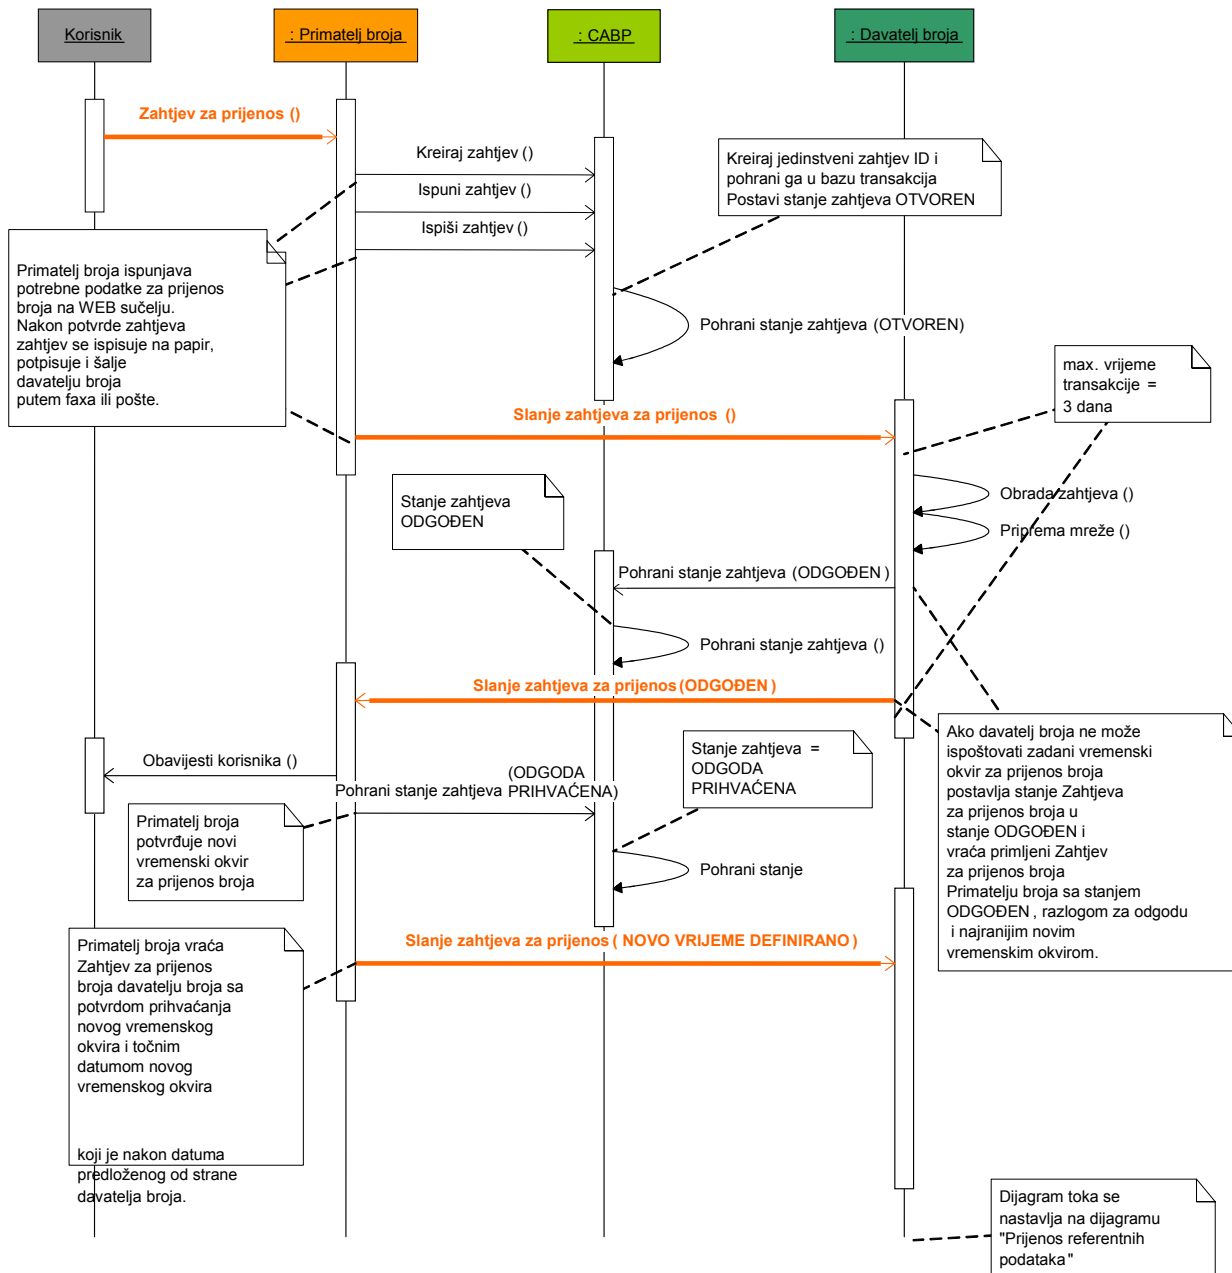 Korisnik
: Primatelj broja
: CABP
: Davatelj broja
Zahtjev za prijenos ()
Kreiraj zahtjev ()
Ispuni zahtjev ()
Ispiši zahtjev ()
Kreiraj jedinstveni zahtjev ID i
pohrani ga u bazu transakcija
Postavi stanje zahtjeva OTVOREN
Primatelj broja ispunjava
potrebne podatke za prijenos
broja na WEB sučelju.
Nakon potvrde zahtjeva
zahtjev se ispisuje na papir,
potpisuje i šalje
davatelju broja
putem faxa ili pošte.
Pohrani stanje zahtjeva (OTVOREN)
max. vrijeme
transakcije =
3 dana
Slanje zahtjeva za prijenos ()
Stanje zahtjeva
ODGOĐEN
Obrada zahtjeva ()
Priprema mreže ()
Pohrani stanje zahtjeva (ODGOĐEN )
Pohrani stanje zahtjeva ()
Slanje zahtjeva za prijenos (ODGOĐEN )
Ako davatelj broja ne može
ispoštovati zadani vremenski
okvir za prijenos broja
postavlja stanje Zahtjeva
za prijenos broja u
stanje ODGOĐEN i
vraća primljeni Zahtjev
za prijenos broja
Primatelju broja sa stanjem
ODGOĐEN , razlogom za odgodu
i najranijim novim
vremenskim okvirom.
Stanje zahtjeva =
ODGODA
PRIHVAĆENA
Obavijesti korisnika ()
Pohrani stanje zahtjeva
(ODGODA
PRIHVAĆENA)
Primatelj broja
potvrđuje novi
vremenski okvir
za prijenos broja
Pohrani stanje
Slanje zahtjeva za prijenos ( NOVO VRIJEME DEFINIRANO )
Primatelj broja vraća
Zahtjev za prijenos
broja davatelju broja sa
potvrdom prihvaćanja
novog vremenskog
okvira i točnim
datumom novog
vremenskog okvira
koji je nakon datuma
predloženog od strane
davatelja broja.
Dijagram toka se
nastavlja na dijagramu
"Prijenos referentnih
podataka"